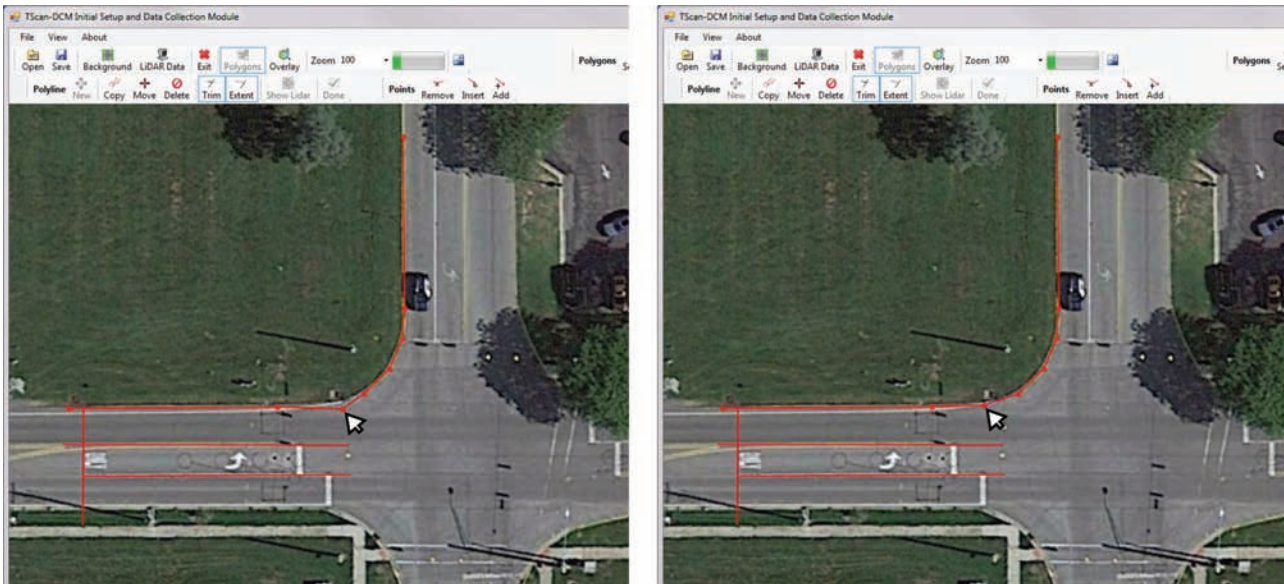 TScan-DCM Initial Setup and Data Collection Module
File View About
Open Save Background LiDAR Data Exit Polygons Overlay Zoom 100 Polygons
Polyline New Copy Move Delete Trim Extent Show Lidar Done Points Remove Insert Add
TScan-DCM Initial Setup and Data Collection Module
File View About
Open Save Background LiDAR Data Exit Polygons Overlay Zoom 100 Polygons
Polyline New Copy Move Delete Trim Extent Show Lidar Done Points Remove Insert Add